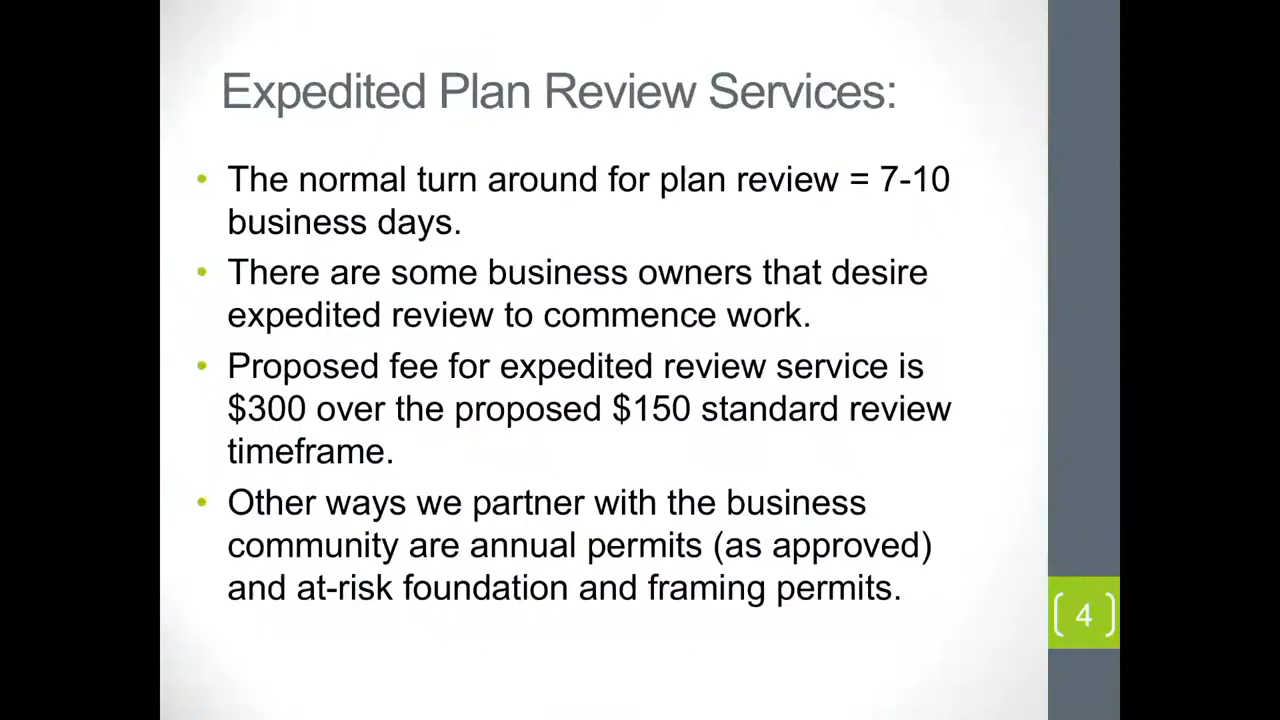 Expedited Plan Review Services:
• The normal turn around for plan review = 7-10
business days.
• There are some business owners that desire
expedited review to commence work.
• Proposed fee for expedited review service is
$300 over the proposed $150 standard review
timeframe.
• Other ways we partner with the business
community are annual permits (as approved)
and at-risk foundation and framing permits.
4